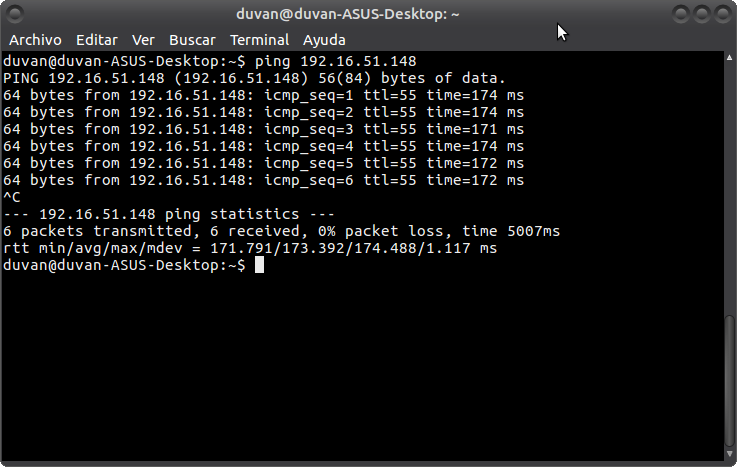 duvan@duvan-ASUS-Desktop: ~
Archivo Editar Ver Buscar Terminal Ayuda
duvan@duvan-ASUS-Desktop:~$ ping 192.16.51.148
PING 192.16.51.148 (192.16.51.148) 56(84) bytes of data.
64 bytes from 192.16.51.148: icmp_seq=1 ttl=55 time=174 ms
64 bytes from 192.16.51.148: icmp_seq=2 ttl=55 time=174 ms
64 bytes from 192.16.51.148: icmp_seq=3 ttl=55 time=171 ms
64 bytes from 192.16.51.148: icmp_seq=4 ttl=55 time=174 ms
64 bytes from 192.16.51.148: icmp_seq=5 ttl=55 time=172 ms
64 bytes from 192.16.51.148: icmp_seq=6 ttl=55 time=172 ms
^C
--- 192.16.51.148 ping statistics ---
6 packets transmitted, 6 received, 0% packet loss, time 5007ms
rtt min/avg/max/mdev = 171.791/173.392/174.488/1.117 ms
duvan@duvan-ASUS-Desktop:~$